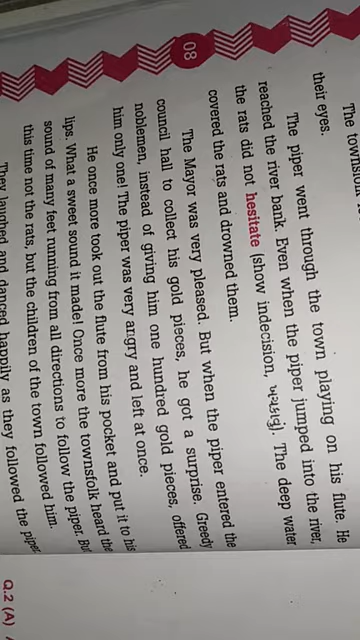 The
their eyes.
The piper went through the town playing on his flute. He
reached the river bank. Even when the piper jumped into the river,
the rats did not hesitate (show indecision, ખચકાવું). The deep water
covered the rats and drowned them.
The Mayor was very pleased. But when the piper entered the
council hall to collect his gold pieces, he got a surprise. Greedy
noblemen, instead of giving him one hundred gold pieces, offered
him only one! The piper was very angry and left at once.
He once more took out the flute from his pocket and put it to his
lips. What a sweet sound it made! Once more the townsfolk heard the
sound of many feet running from all directions to follow the piper. But
this time not the rats, but the children of the town followed him.
They laughed and danced happily as they followed the piper
08
Q.2 (A)